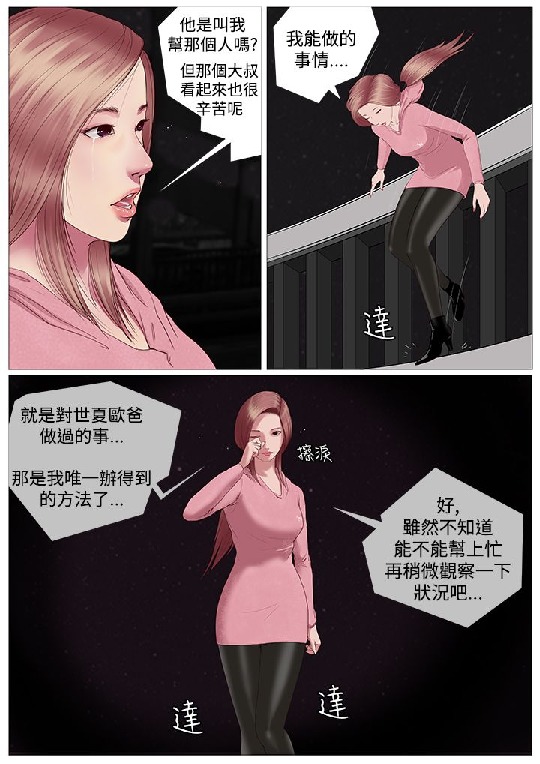 他是叫我
幫那個人嗎?
但那個大叔
看起來也很
辛苦呢
我能做的
事情....
達
就是對世夏歐爸
做過的事...
那是我唯一辦得到
的方法了...
擦淚
好,
雖然不知道
能不能幫上忙
再稍微觀察一下
狀況吧...
達
達